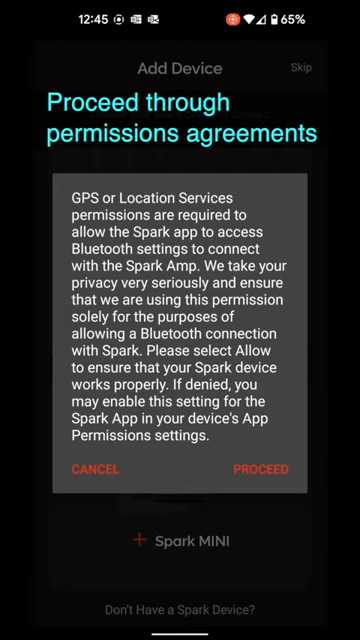 12:45 65%
Add Device Skip
Proceed through
permissions agreements
GPS or Location Services
permissions are required to
allow the Spark app to access
Bluetooth settings to connect
with the Spark Amp. We take your
privacy very seriously and ensure
that we are using this permission
solely for the purposes of
allowing a Bluetooth connection
with Spark. Please select Allow
to ensure that your Spark device
works properly. If denied, you
may enable this setting for the
Spark App in your device's App
Permissions settings.
CANCEL PROCEED
+ Spark MINI
Don't Have a Spark Device?